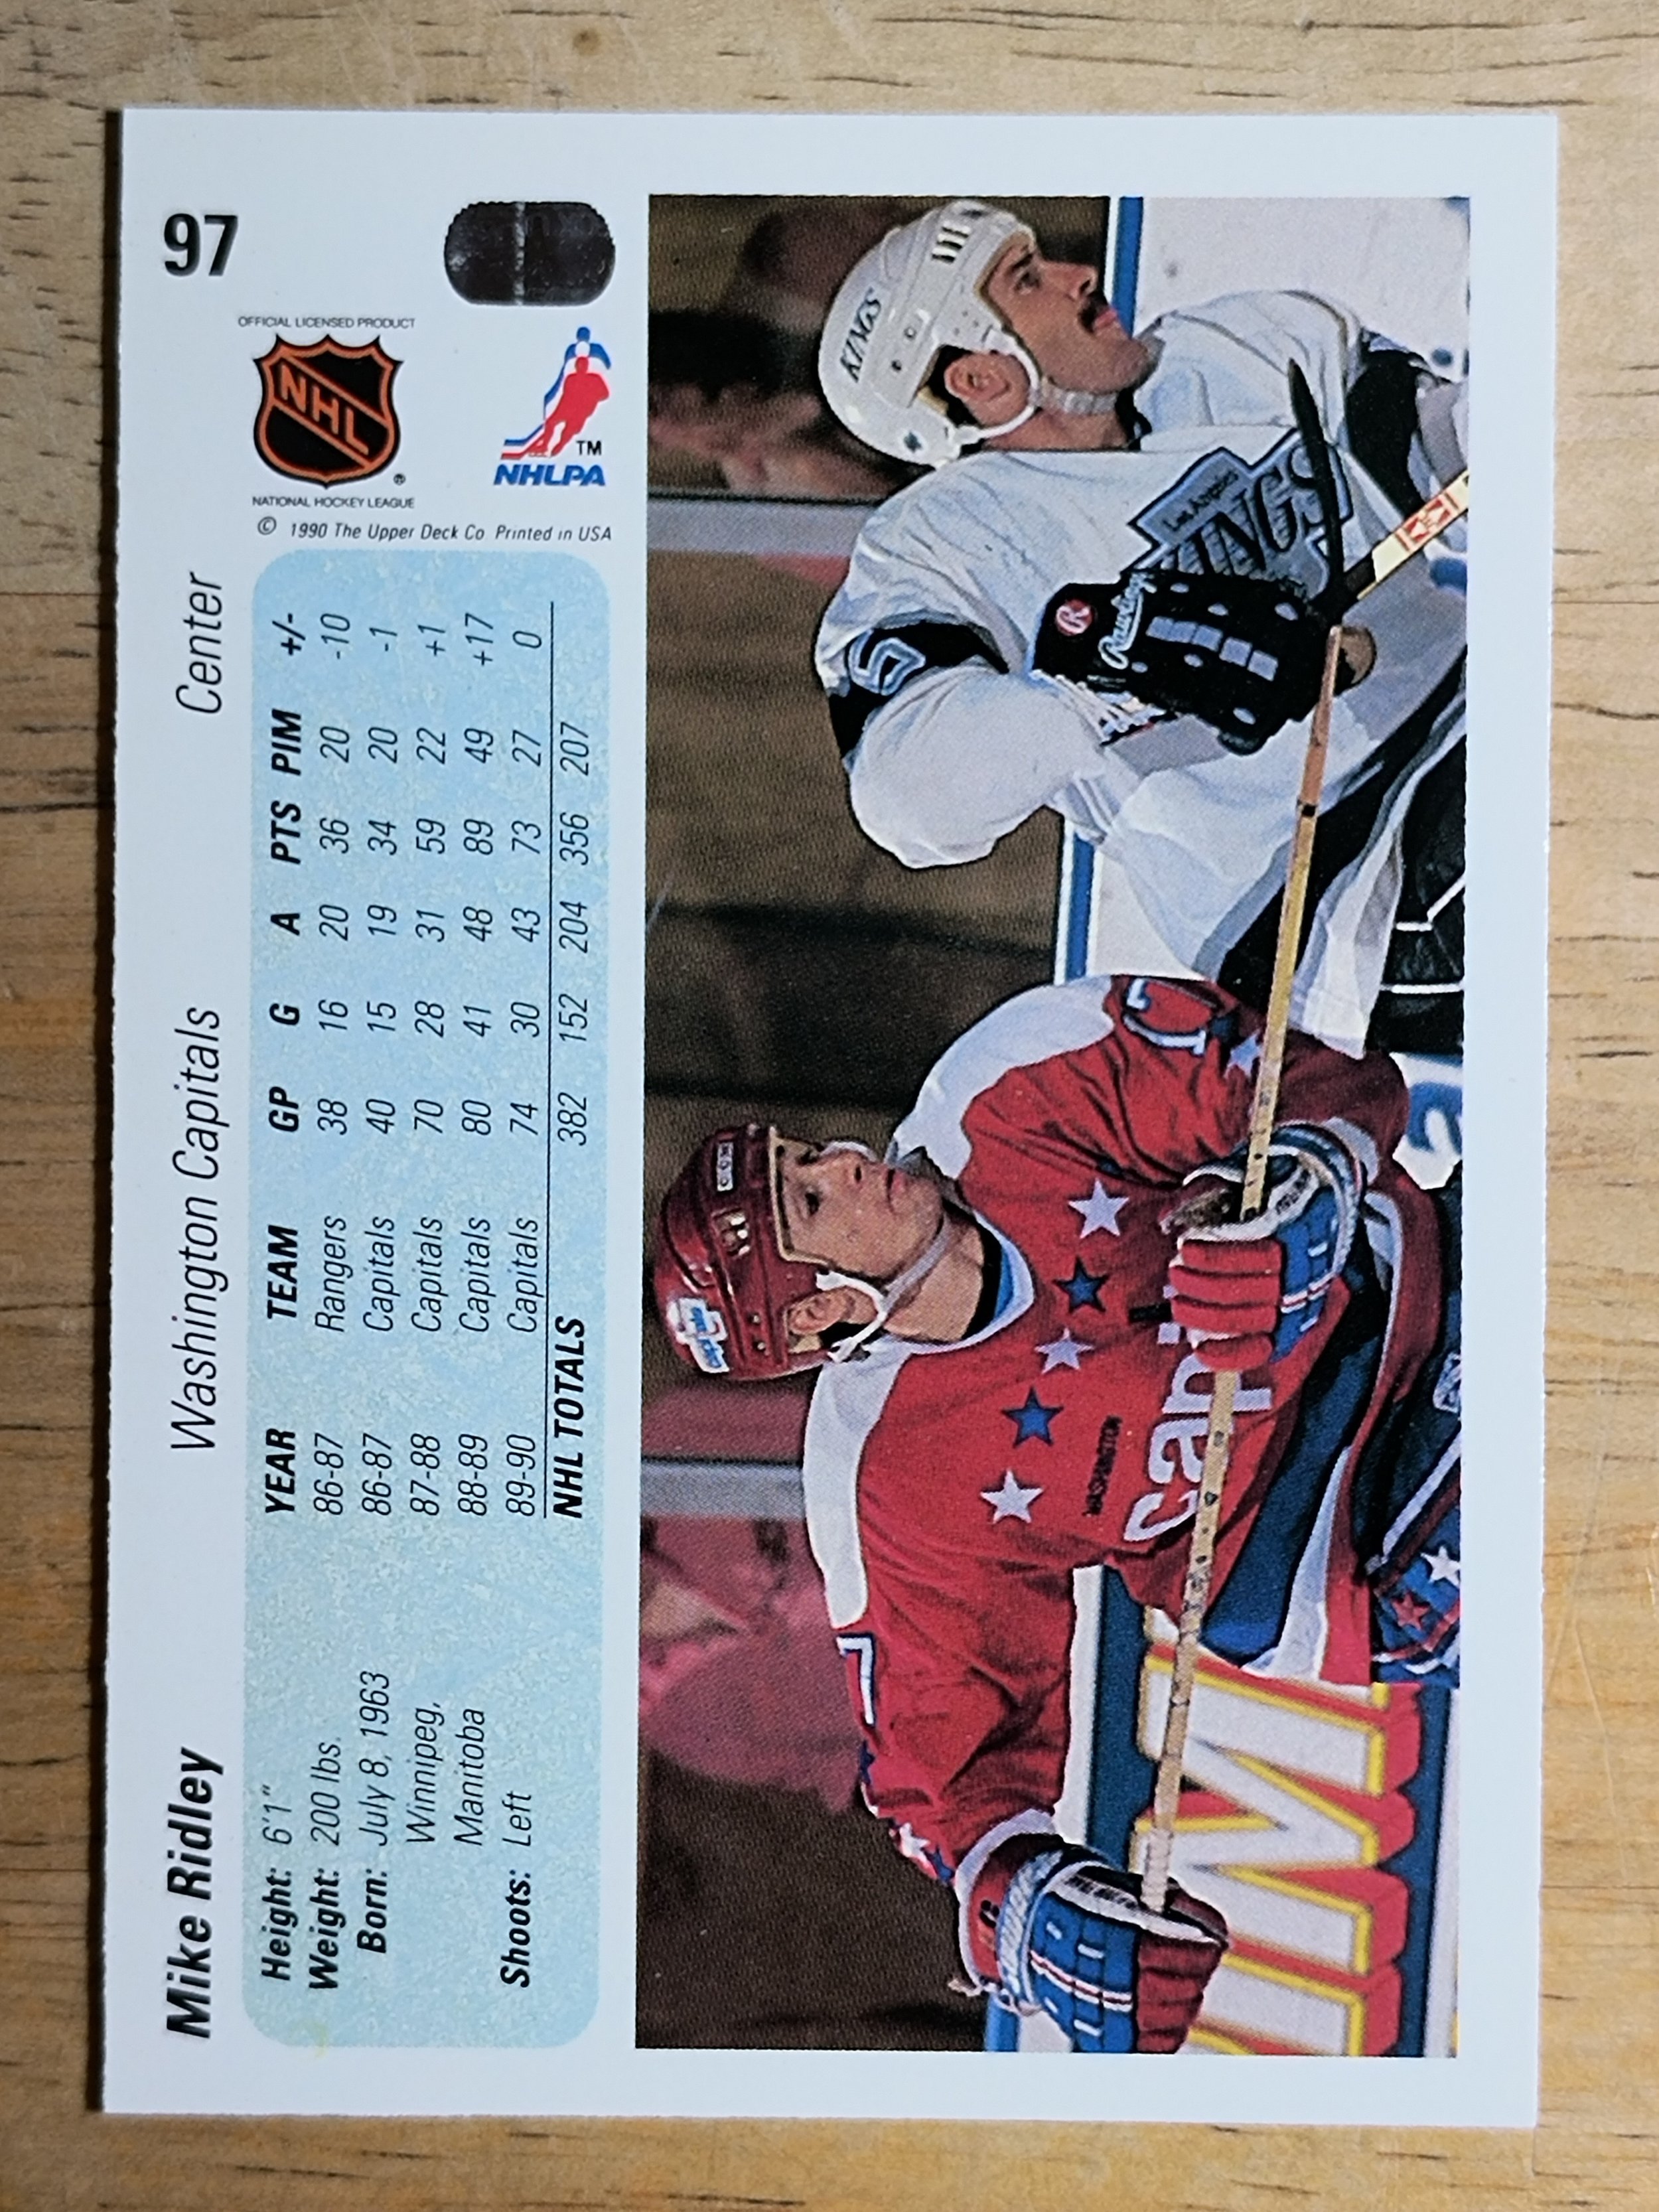 Mike Ridley Washington Capitals Center 97
Height: 6'1"
Weight: 200 lbs.
Born: July 8, 1963
Winnipeg,
Manitoba
Shoots: Left
YEAR TEAM GP G A PTS PIM +/-
86-87 Rangers 38 16 20 36 20 -10
86-87 Capitals 40 15 19 34 20 -1
87-88 Capitals 70 28 31 59 22 +1
88-89 Capitals 80 41 48 89 49 +17
89-90 Capitals 74 30 43 73 27 0
NHL TOTALS 382 152 204 356 207
OFFICIAL LICENSED PRODUCT
NHL
®
NATIONAL HOCKEY LEAGUE
TM
NHLPA
© 1990 The Upper Deck Co. Printed in USA
KINGS
Los Angeles
KINGS
5
CCM
WASHINGTON
Capi